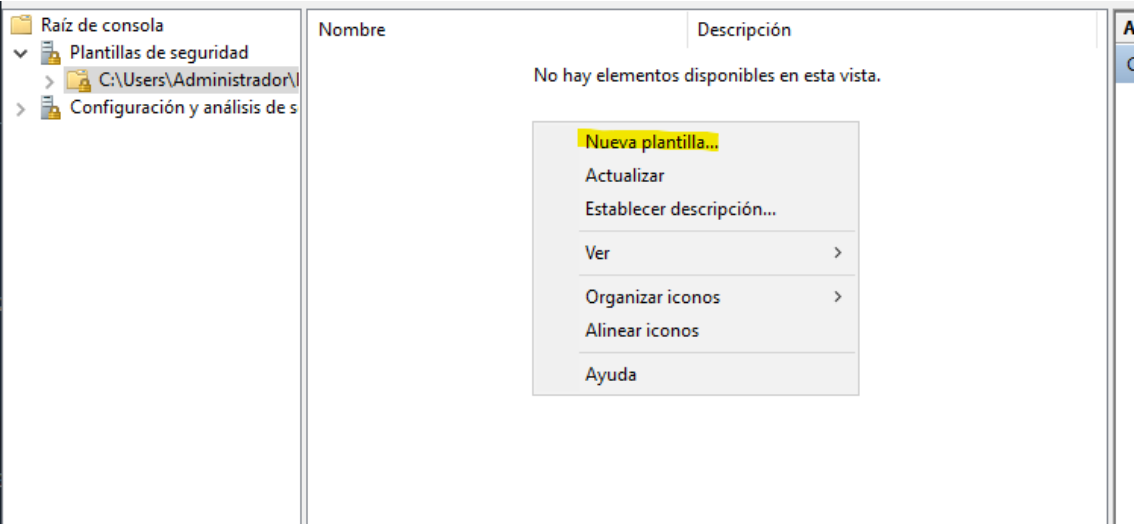 Raíz de consola
Plantillas de seguridad
C:\Users\Administrador\
Configuración y análisis de s
Nombre
Descripción
No hay elementos disponibles en esta vista.
Nueva plantilla...
Actualizar
Establecer descripción...
Ver
Organizar iconos
Alinear iconos
Ayuda
A